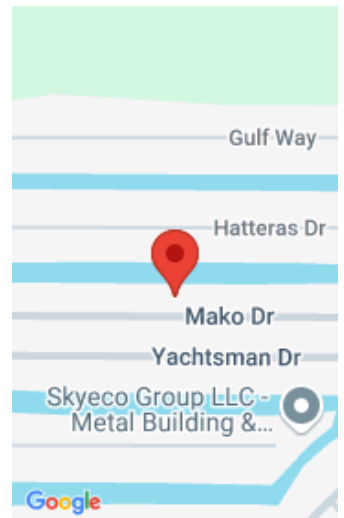 Gulf Way
Hatteras Dr
Mako Dr
Yachtsman Dr
Skyeco Group LLC -
Metal Building &...
Google